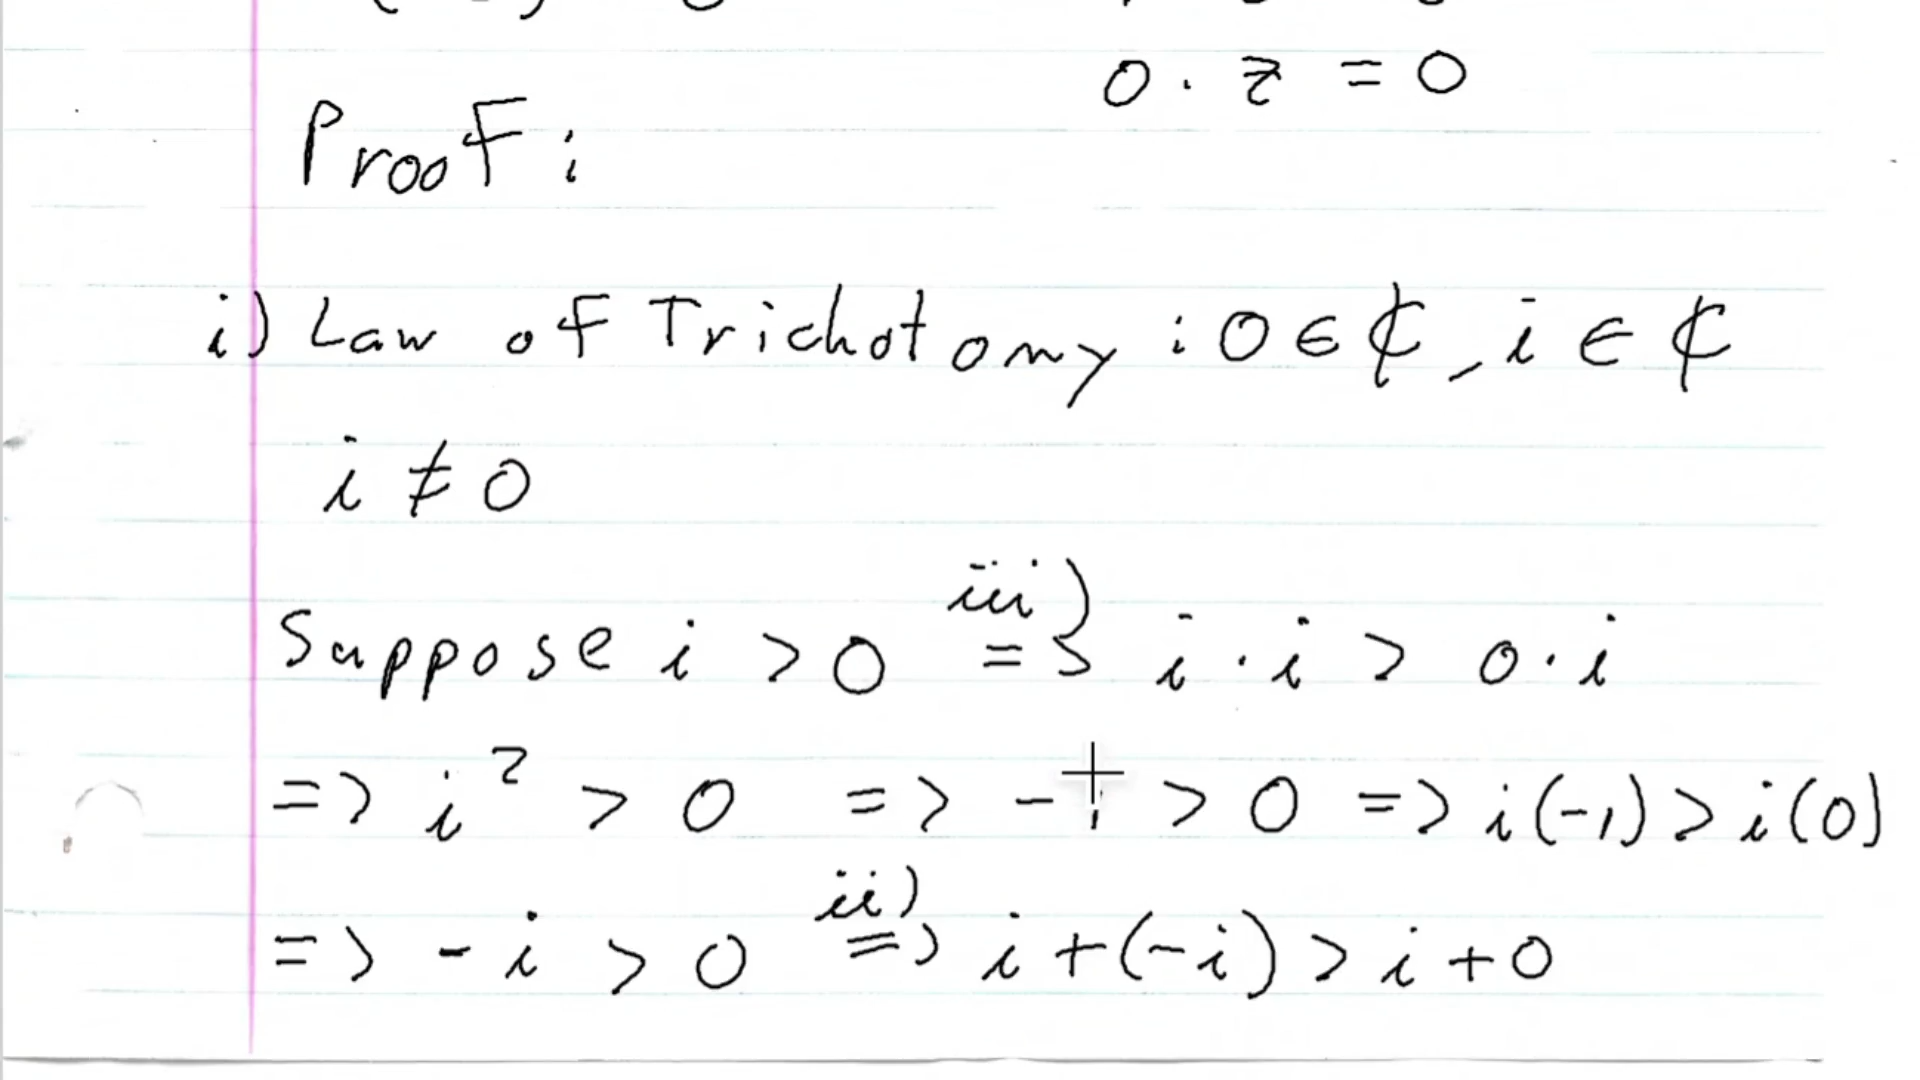 0 · z = 0
Proof:
i) Law of Trichotomy : 0 ∈ ℂ, i ∈ ℂ
i ≠ 0
iii)
Suppose i > 0 => i · i > 0 · i
=> i² > 0 => -1 > 0 => i(-1) > i(0)
ii)
=> -i > 0 => i + (-i) > i + 0